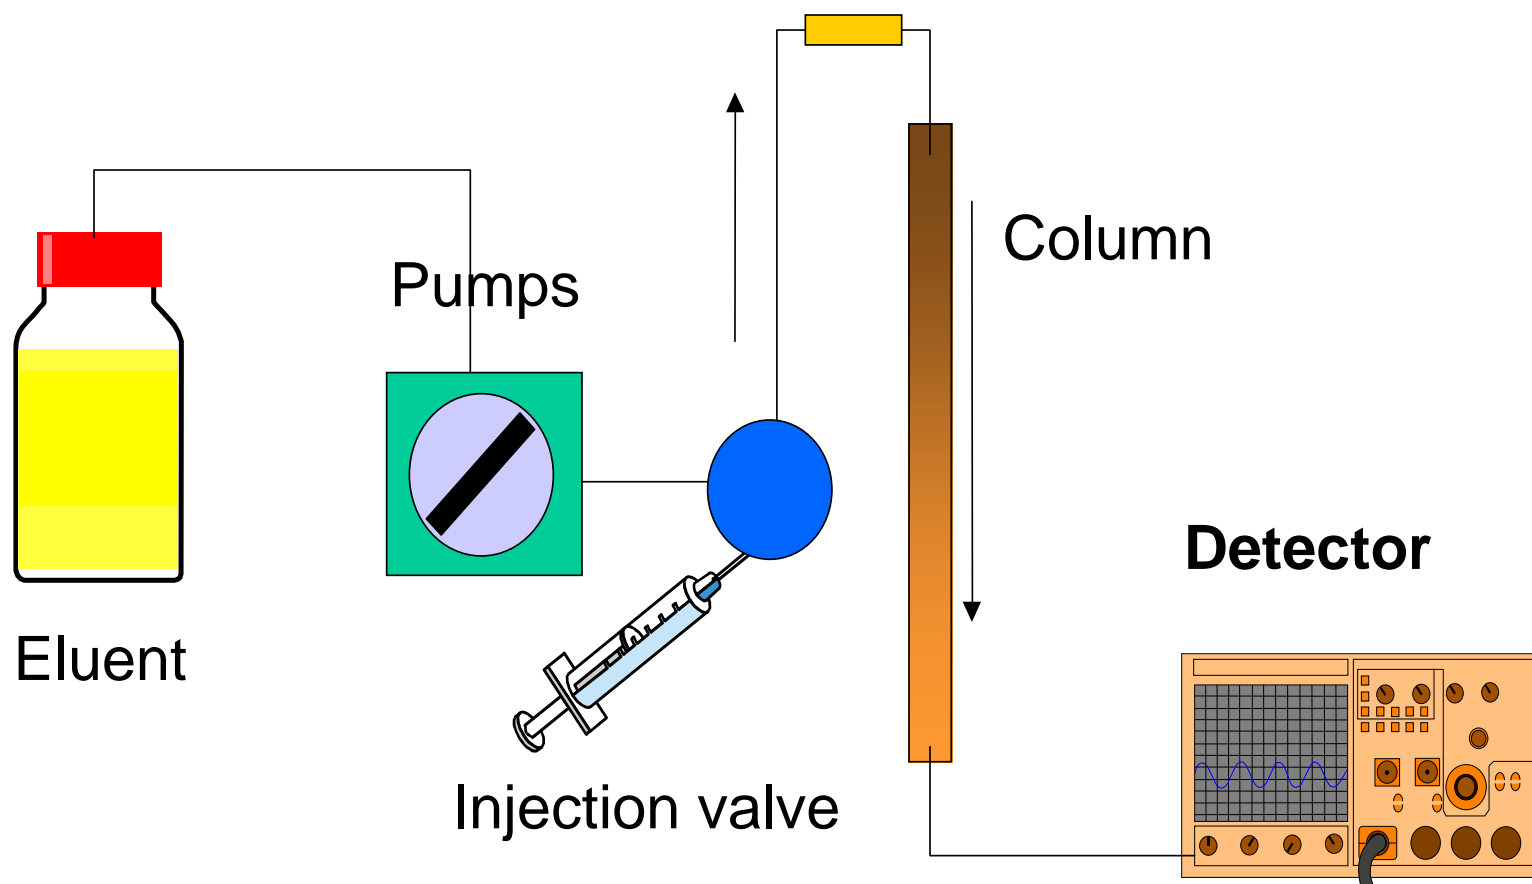 Pumps
Column
Detector
Eluent
Injection valve